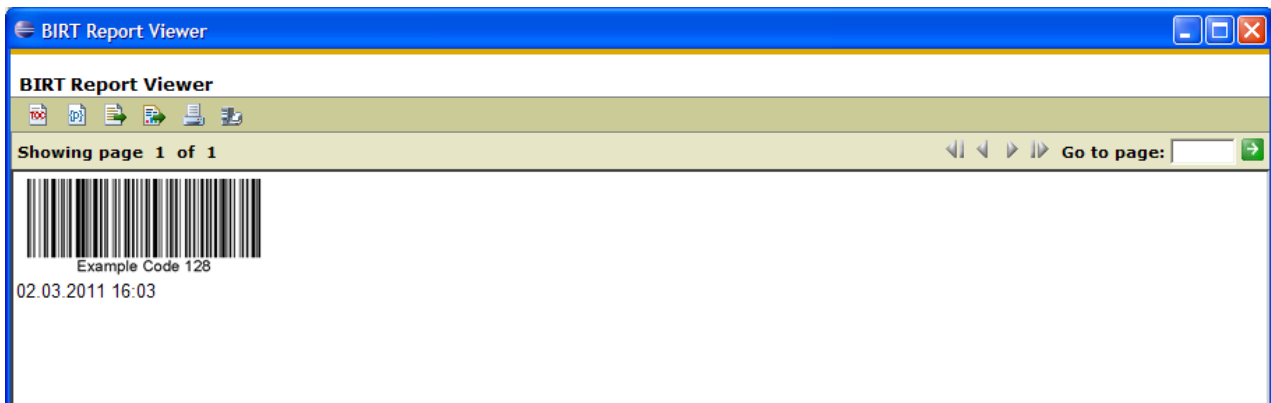 BIRT Report Viewer
BIRT Report Viewer
TOC
Showing page 1 of 1
Go to page:
Example Code 128
02.03.2011 16:03